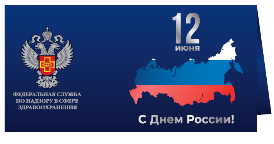 12
ИЮНЯ
ФЕДЕРАЛЬНАЯ СЛУЖБА
ПО НАДЗОРУ В СФЕРЕ
ЗДРАВООХРАНЕНИЯ
С Днем России!